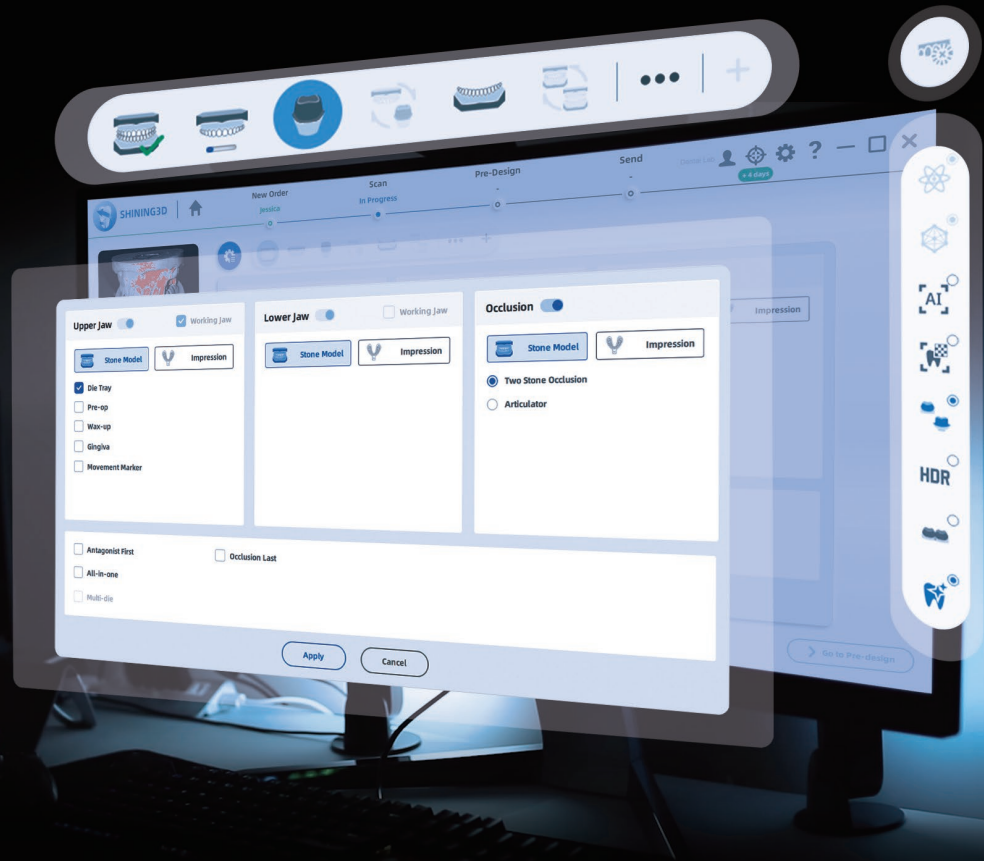 SHINING3D
New Order
Jessica
-
Scan
In Progress
Pre-Design
-
Send
-
+ 4 days
?
Upper Jaw
Working Jaw
Stone Model
Impression
Die Tray
Pre-op
Wax-up
Gingiva
Movement Marker
Lower Jaw
Working Jaw
Stone Model
Impression
Occlusion
Stone Model
Impression
Two Stone Occlusion
Articulator
Impression
Antagonist First
Occlusion Last
All-in-one
Multi-die
Apply
Cancel
Go to Pre-design
AI
HDR